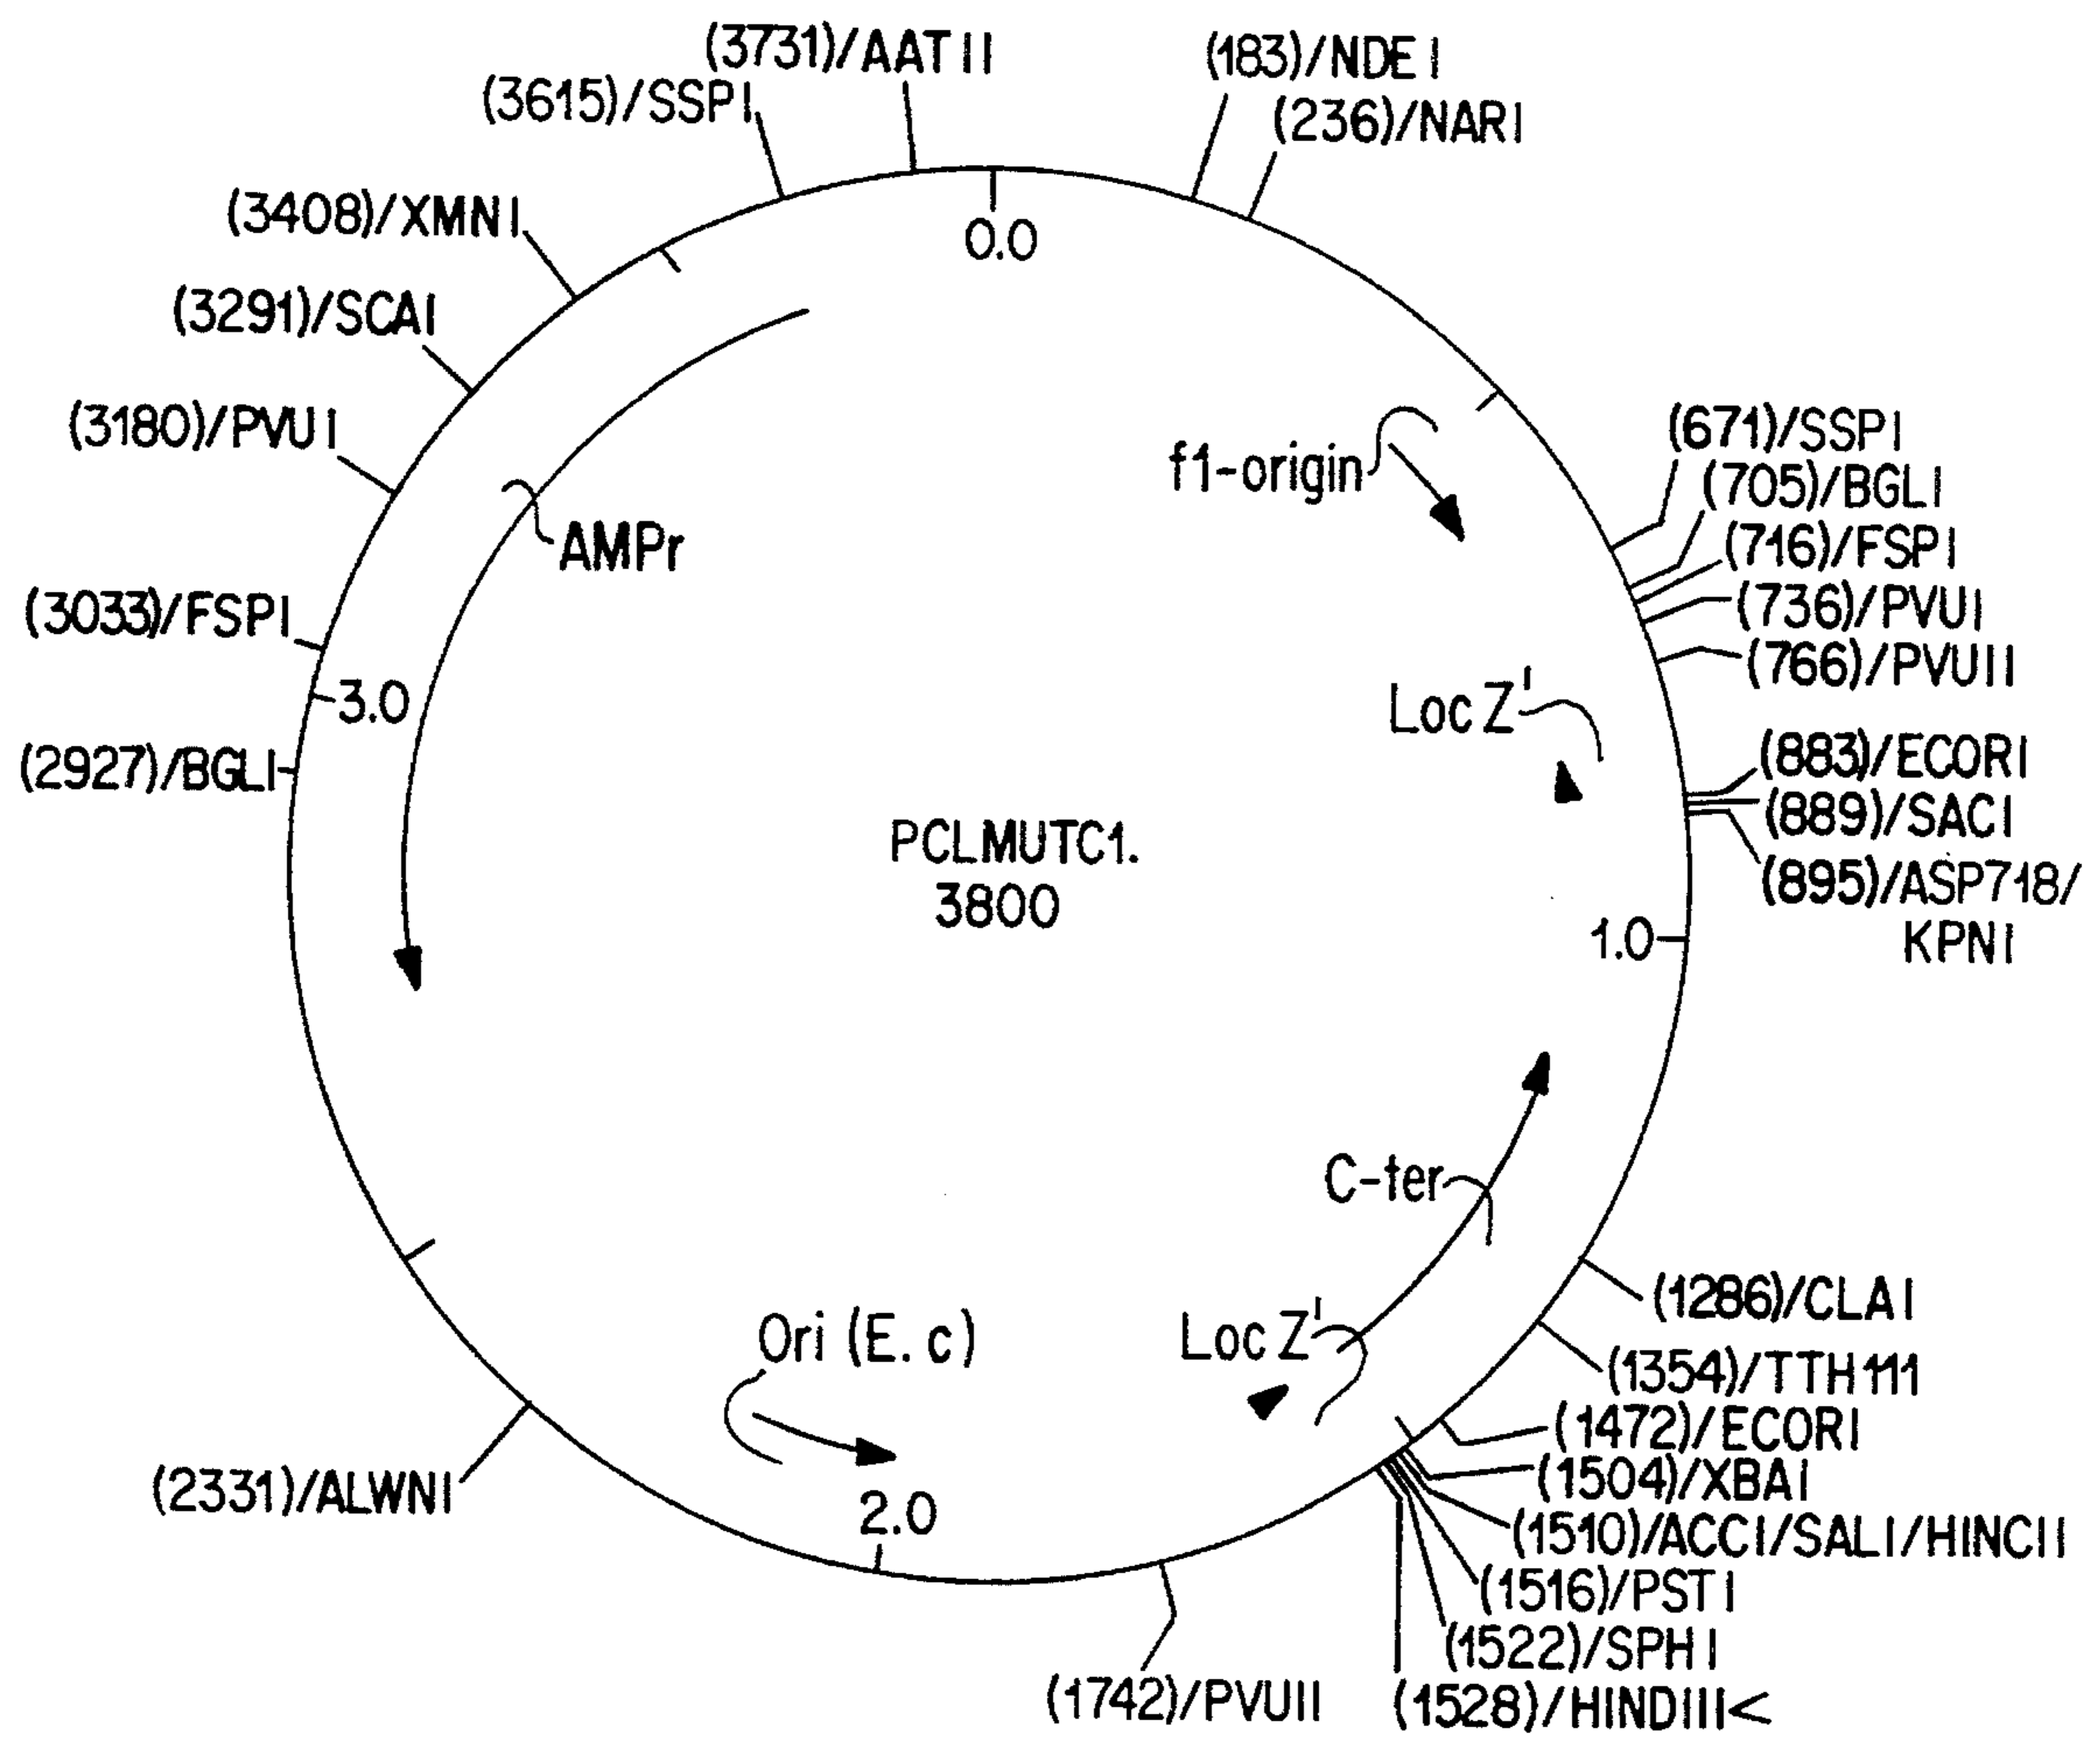 (3731)/AAT II
(183)/NDE I
(3615)/SSPI
(236)/NARI
(3408)/XMNI
0.0
(3291)/SCAI
(3180)/PVUI
(671)/SSPI
f1-origin
(705)/BGLI
AMPr
(716)/FSPI
(3033)/FSPI
(736)/PVUI
(766)/PVUII
3.0
Loc Z'
(2927)/BGLI
(883)/ECORI
(889)/SACI
PCLMUTC1.
3800
(895)/ASP718/
KPNI
1.0
C-ter
(1286)/CLAI
Loc Z'
Ori (E. c)
(1354)/TTH111
(1472)/ECORI
(2331)/ALWNI
(1504)/XBAI
2.0
(1510)/ACCI/SALI/HINCII
(1516)/PSTI
(1522)/SPHI
(1742)/PVUII
(1528)/HINDIII<